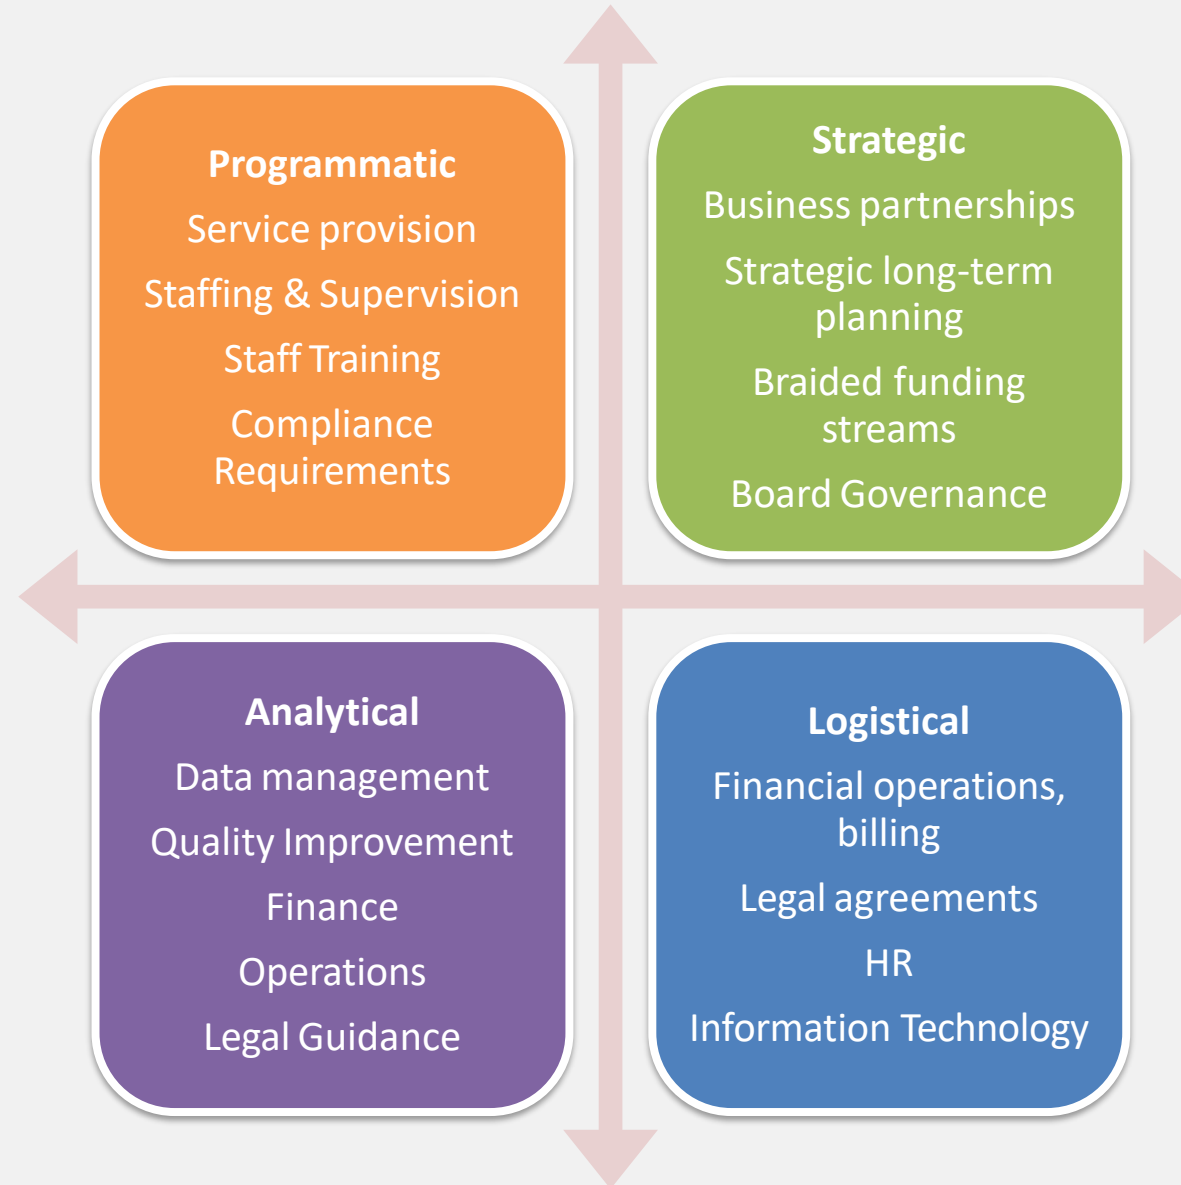 Programmatic
Service provision
Staffing & Supervision
Staff Training
Compliance
Requirements
Strategic
Business partnerships
Strategic long-term
planning
Braided funding
streams
Board Governance
Analytical
Data management
Quality Improvement
Finance
Operations
Legal Guidance
Logistical
Financial operations,
billing
Legal agreements
HR
Information Technology